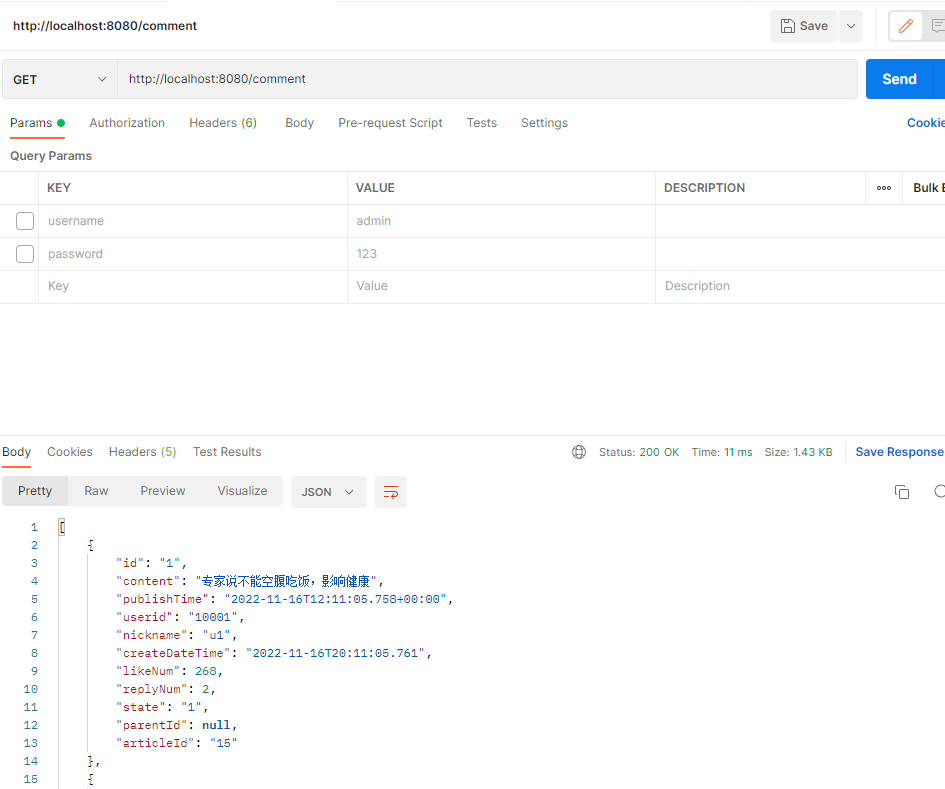 http://localhost:8080/comment
Save
GET
http://localhost:8080/comment
Send
Params
Authorization
Headers (6)
Body
Pre-request Script
Tests
Settings
Cookie
Query Params
KEY VALUE DESCRIPTION ooo Bulk E
username admin
password 123
Key Value Description
Body Cookies Headers (5) Test Results Status: 200 OK Time: 11 ms Size: 1.43 KB Save Response
Pretty Raw Preview Visualize JSON
1 [
2 {
3 "id": "1",
4 "content": "专家说不能空腹吃饭，影响健康",
5 "publishTime": "2022-11-16T12:11:05.758+00:00",
6 "userid": "10001",
7 "nickname": "u1",
8 "createDateTime": "2022-11-16T20:11:05.761",
9 "likeNum": 268,
10 "replyNum": 2,
11 "state": "1",
12 "parentId": null,
13 "articleId": "15"
14 },
15 {